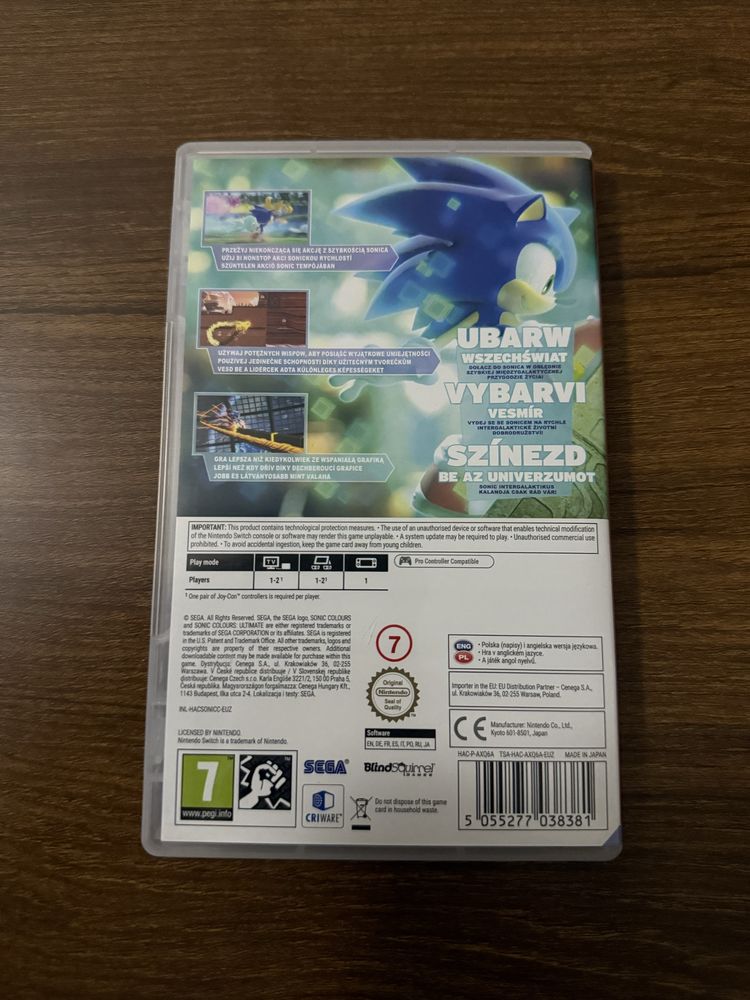 PRZEŻYJ NIEKOŃCZĄCĄ SIĘ AKCJĘ Z SZYBKOŚCIĄ SONICA
UŽIJ SI NONSTOP AKCI SONICKOU RYCHLOSTÍ
SZÜNTELEN AKCIÓ SONIC TEMPÓJÁBAN
UŻYWAJ POTĘŻNYCH WISPOW, ABY POSIĄŚĆ WYJĄTKOWE UMIEJĘTNOŚCI
POUŽÍVEJ JEDINEČNÉ SCHOPNOSTI DÍKY UŽITEČNÝM TVOREČKŮM
VESD BE A LIDÉRCEK ADTA KÜLÖNLEGES KÉPESSÉGEKET
GRA LEPSZA NIŻ KIEDYKOLWIEK ZE WSPANIAŁĄ GRAFIKĄ
LEPŠÍ NEŽ KDY DŘÍV DÍKY DECHBEROUCÍ GRAFICE
JOBB ÉS LÁTVÁNYOSABB MINT VALAHA
UBARW
WSZECHŚWIAT
DOŁĄCZ DO SONICA W OBŁĘDNIE
SZYBKIEJ MIĘDZYGALAKTYCZNEJ
PRZYGODZIE ŻYCIA!
VYBARVI
VESMÍR
VYDEJ SE SE SONICEM NA RYCHLÉ
INTERGALAKTICKÉ ŽIVOTNÍ
DOBRODRUŽSTVÍ!
SZÍNEZD
BE AZ UNIVERZUMOT
SONIC INTERGALAKTIKUS
KALANDJA CSAK RÁD VÁR!
IMPORTANT: This product contains technological protection measures. • The use of an unauthorised device or software that enables technical modification
of the Nintendo Switch console or software may render this game unplayable. • A system update may be required to play. • Unauthorised commercial use
prohibited. • To avoid accidental ingestion, keep the game card away from young children.
Play mode
TV
Pro Controller Compatible
Players 1-2¹ 1-2¹ 1
¹ One pair of Joy-Con™ controllers is required per player.
© SEGA. All Rights Reserved. SEGA, the SEGA logo, SONIC COLOURS
and SONIC COLOURS: ULTIMATE are either registered trademarks or
trademarks of SEGA CORPORATION or its affiliates. SEGA is registered
in the U.S. Patent and Trademark Office. All other trademarks, logos and
copyrights are property of their respective owners. Additional
downloadable content may be made available for purchase within this
game. Dystrybucja: Cenega S.A., ul. Krakowiaków 36, 02-255
Warszawa. V České republice distribuuje / V Slovenskej republike
distribuuje: Cenega Czech s.r.o. Karla Engliše 3221/2, 150 00 Praha 5,
Česká republika. Magyarországon forgalmazza: Cenega Hungary Kft.,
1143 Budapest, Ilka utca 2-4. Lokalizacja i testy: SEGA.
INL-HACSONICC-EUZ
LICENSED BY NINTENDO.
Nintendo Switch is a trademark of Nintendo.
7
Original
Nintendo
Seal of
Quality
Software
EN, DE, FR, ES, IT, PO, RU, JA
ENG
PL
• Polska (napisy) i angielska wersja językowa.
• Hra v anglickém jazyce.
• A játék angol nyelvű.
Importer in the EU: EU Distribution Partner – Cenega S.A.,
ul. Krakowiaków 36, 02-255 Warsaw, Poland.
CE
Manufacturer: Nintendo Co., Ltd.,
Kyoto 601-8501, Japan
HAC-P-AXQ6A TSA-HAC-AXQ6A-EUZ MADE IN JAPAN
7
www.pegi.info
SEGA
BlindSquirrel
GAMES
CRIWARE™
Do not dispose of this game
card in household waste.
5 055277 038381